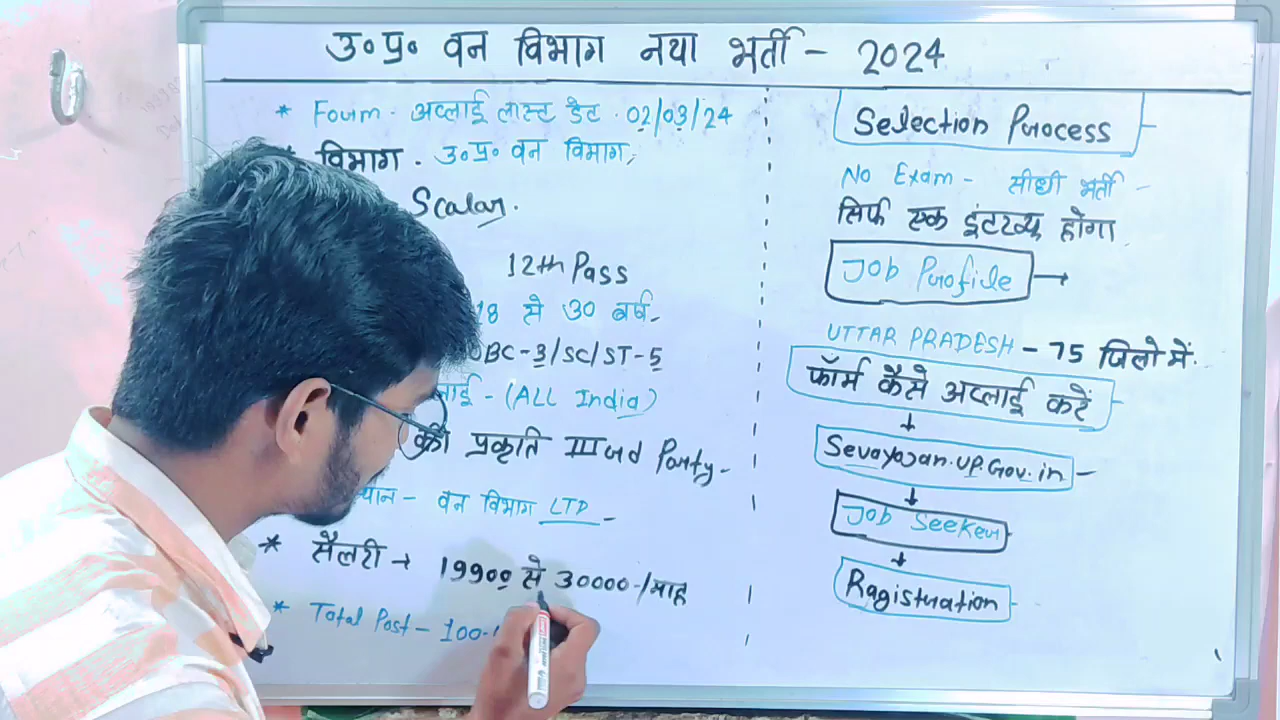 उ०प्र० वन विभाग नया भर्ती - 2024
* Foum - अप्लाई लास्ट डेट . 02/03/24
विभाग . उ०प्र० वन विभाग,
Scalar.
12th Pass
18 से 30 वर्ष.
OBC-3/SC/ST-5
(ALL India)
की प्रकृति IIIud Party-
वन विभाग LTD -
* सैलरी → 19900 से 30000-/माह
* Total Post - 100
Selection Process
No Exam - सीधी भर्ती -
सिर्फ एक इंटरव्यू होगा
Job Profile →
UTTAR PRADESH - 75 जिलो में.
फॉर्म कैसे अप्लाई करें
↓
Sevayojan.UP.Gov.in -
↓
Job Seeker
↓
Ragistration